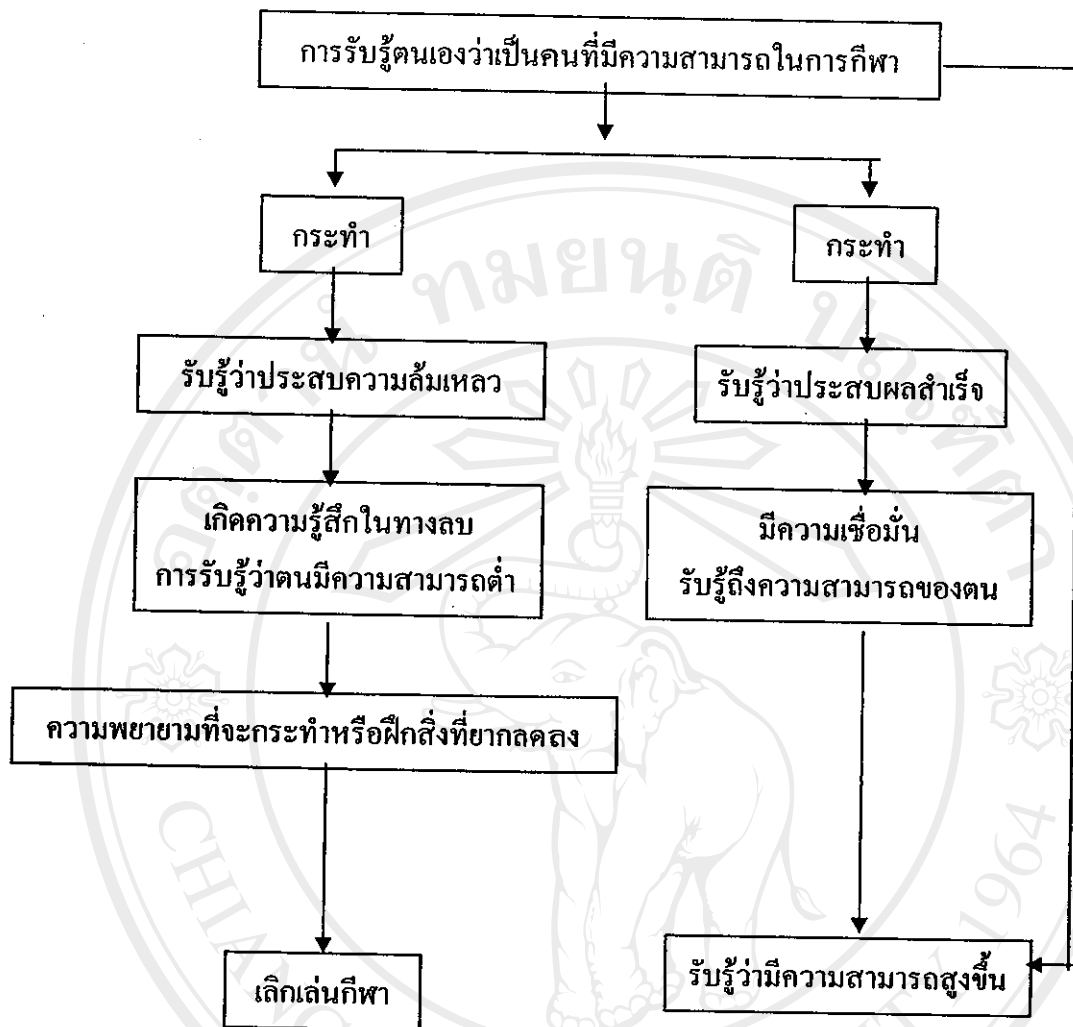 การรับรู้ตนเองว่าเป็นคนที่มีความสามารถในการกีฬา
กระทำ
กระทำ
รับรู้ว่าประสบความล้มเหลว
รับรู้ว่าประสบผลสำเร็จ
เกิดความรู้สึกในทางลบ
การรับรู้ว่าตนมีความสามารถต่ำ
มีความเชื่อมั่น
รับรู้ถึงความสามารถของตน
ความพยายามที่จะกระทำหรือฝึกสิ่งที่ยากลดลง
เลิกเล่นกีฬา
รับรู้ว่ามีความสามารถสูงขึ้น
ทมยนฺติ
1964